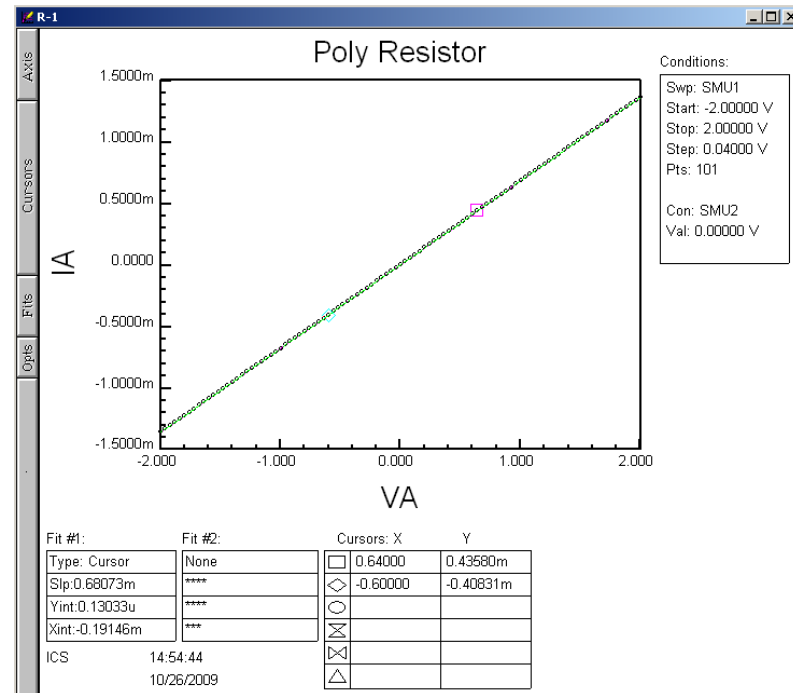 R-1
Axis
Cursors
Fits
Opts
Poly Resistor
1.5000m
1.0000m
0.5000m
0.0000
-0.5000m
-1.0000m
-1.5000m
IA
-2.000 -1.000 0.000 1.000 2.000
VA
Conditions:
Swp: SMU1
Start: -2.00000 V
Stop: 2.00000 V
Step: 0.04000 V
Pts: 101
Con: SMU2
Val: 0.00000 V
Fit #1: Fit #2: Cursors: X Y
Type: Cursor None 0.64000 0.43580m
Slp:0.68073m **** -0.60000 -0.40831m
Yint:0.13033u ****
Xint:-0.19146m ***
ICS 14:54:44
10/26/2009